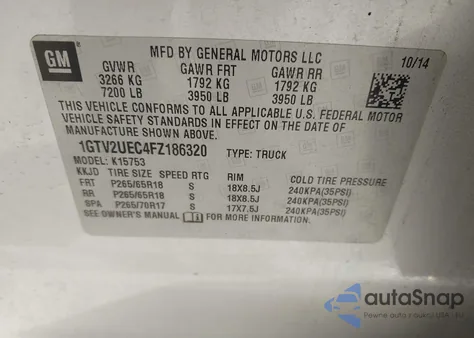 GM
MFD BY GENERAL MOTORS LLC
10/14
GVWR GAWR FRT GAWR RR
3266 KG 1792 KG 1792 KG
7200 LB 3950 LB 3950 LB
THIS VEHICLE CONFORMS TO ALL APPLICABLE U.S. FEDERAL MOTOR
VEHICLE SAFETY STANDARDS IN EFFECT ON THE DATE OF
MANUFACTURE SHOWN ABOVE.
1GTV2UEC4FZ186320 TYPE: TRUCK
MODEL: K15753
KKJD TIRE SIZE SPEED RTG RIM COLD TIRE PRESSURE
FRT P265/65R18 S 18X8.5J 240KPA(35PSI)
RR P265/65R18 S 18X8.5J 240KPA(35PSI)
SPA P265/70R17 S 17X7.5J 240KPA(35PSI)
SEE OWNER'S MANUAL FOR MORE INFORMATION.
autoSnap
Pewne auto z aukcji USA